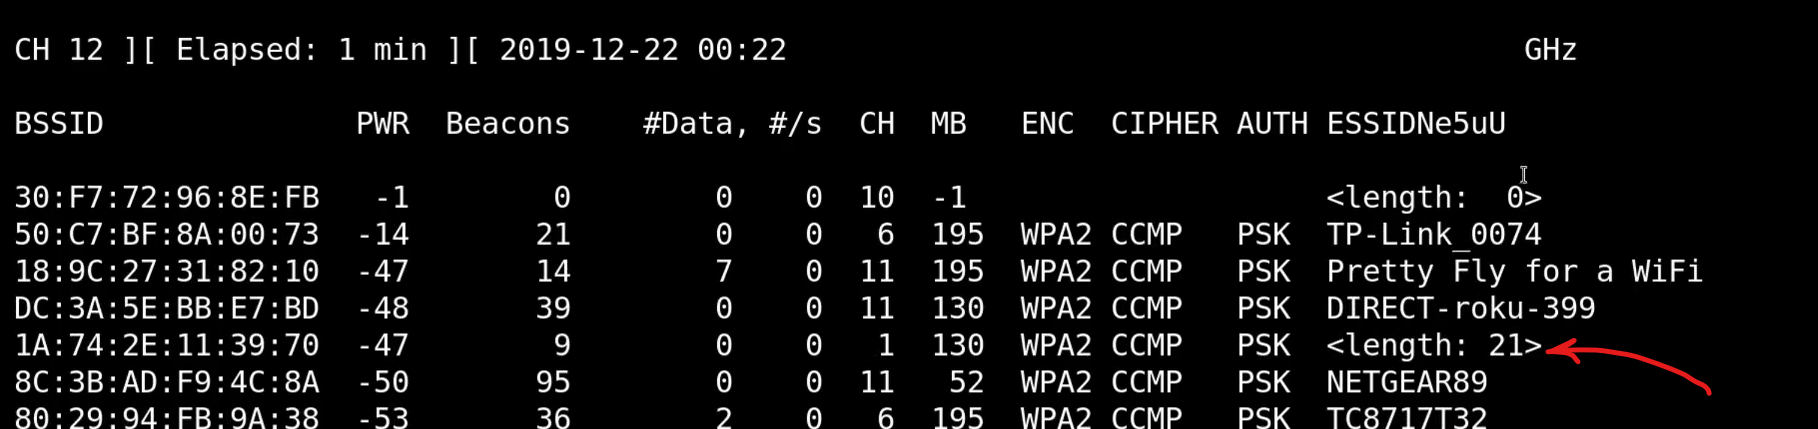 CH 12 ][ Elapsed: 1 min ][ 2019-12-22 00:22 GHz
BSSID PWR Beacons #Data, #/s CH MB ENC CIPHER AUTH ESSIDNe5uU
30:F7:72:96:8E:FB -1 0 0 0 10 -1 <length: 0>
50:C7:BF:8A:00:73 -14 21 0 0 6 195 WPA2 CCMP PSK TP-Link_0074
18:9C:27:31:82:10 -47 14 7 0 11 195 WPA2 CCMP PSK Pretty Fly for a WiFi
DC:3A:5E:BB:E7:BD -48 39 0 0 11 130 WPA2 CCMP PSK DIRECT-roku-399
1A:74:2E:11:39:70 -47 9 0 0 1 130 WPA2 CCMP PSK <length: 21>
8C:3B:AD:F9:4C:8A -50 95 0 0 11 52 WPA2 CCMP PSK NETGEAR89
80:29:94:FB:9A:38 -53 36 2 0 6 195 WPA2 CCMP PSK TC8717T32